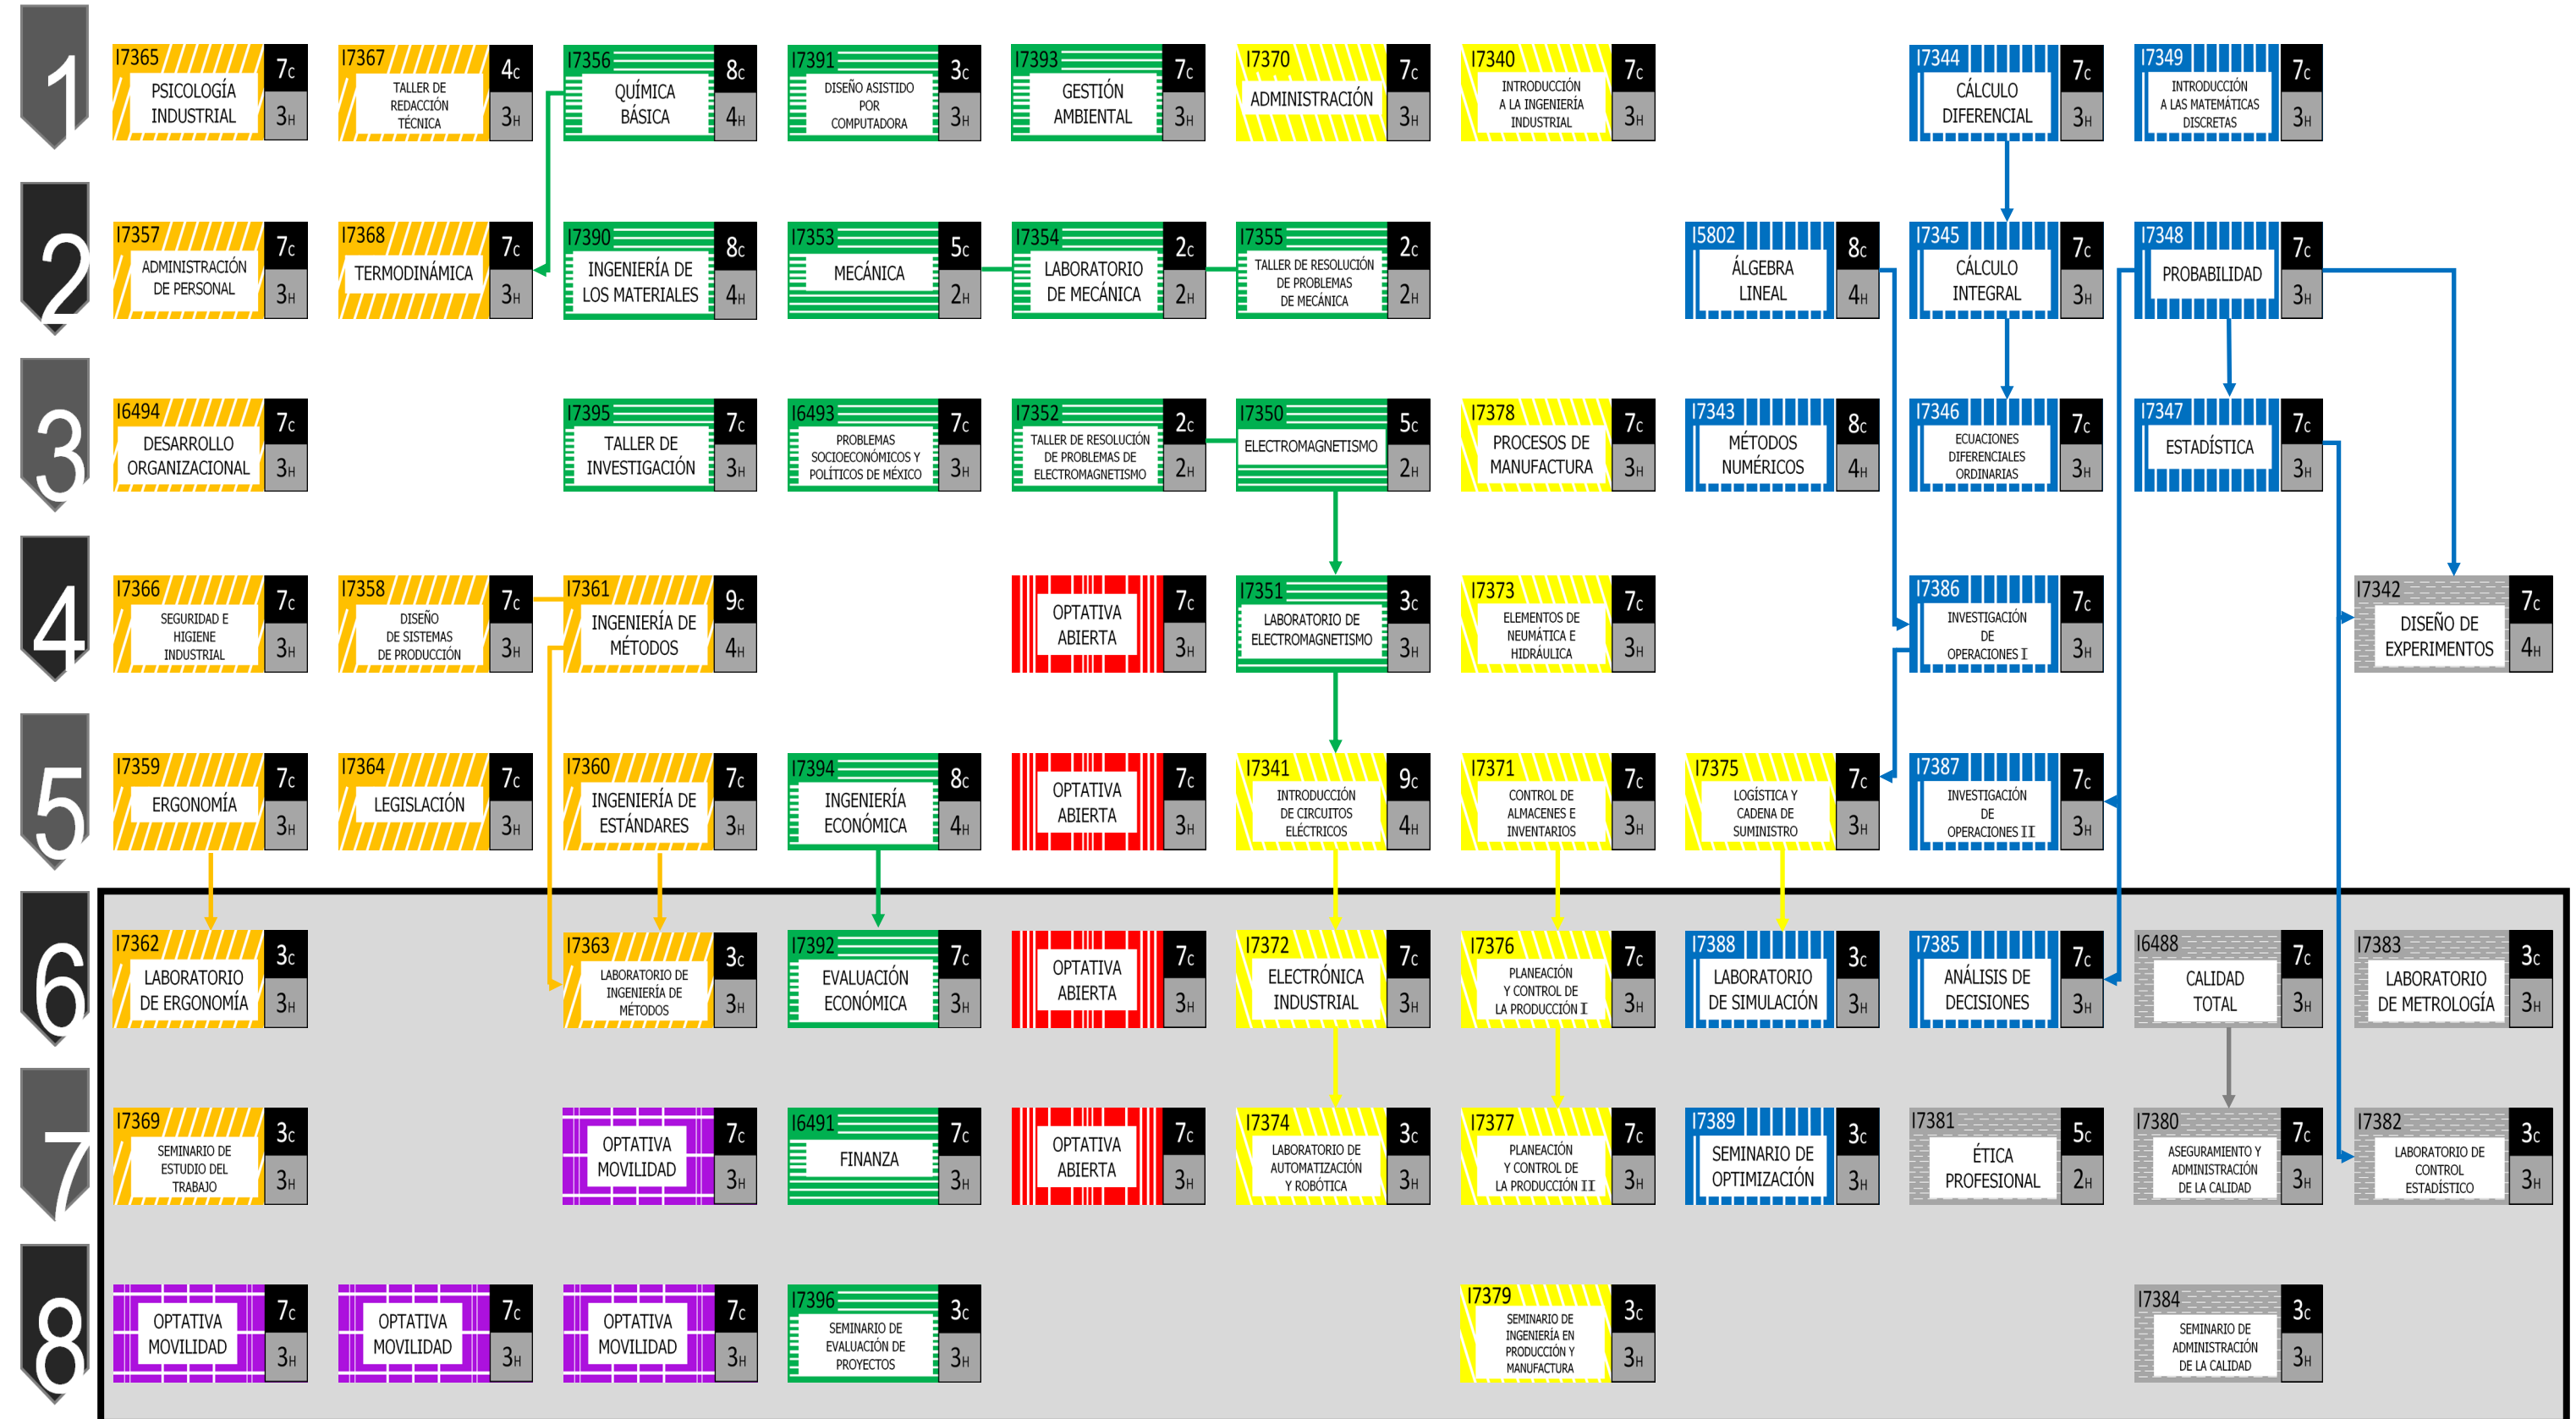 1
I7365
7C
PSICOLOGÍA
INDUSTRIAL
3H
I7367
4C
TALLER DE
REDACCIÓN
TÉCNICA
3H
I7356
8C
QUÍMICA
BÁSICA
4H
I7391
3C
DISEÑO ASISTIDO
POR
COMPUTADORA
3H
I7393
7C
GESTIÓN
AMBIENTAL
3H
I7370
7C
ADMINISTRACIÓN
3H
I7340
7C
INTRODUCCIÓN
A LA INGENIERÍA
INDUSTRIAL
3H
I7344
7C
CÁLCULO
DIFERENCIAL
3H
I7349
7C
INTRODUCCIÓN
A LAS MATEMÁTICAS
DISCRETAS
3H
2
I7357
7C
ADMINISTRACIÓN
DE PERSONAL
3H
I7368
7C
TERMODINÁMICA
3H
I7390
8C
INGENIERÍA DE
LOS MATERIALES
4H
I7353
5C
MECÁNICA
2H
I7354
2C
LABORATORIO
DE MECÁNICA
2H
I7355
2C
TALLER DE RESOLUCIÓN
DE PROBLEMAS
DE MECÁNICA
2H
I5802
8C
ÁLGEBRA
LINEAL
4H
I7345
7C
CÁLCULO
INTEGRAL
3H
I7348
7C
PROBABILIDAD
3H
3
I6494
7C
DESARROLLO
ORGANIZACIONAL
3H
I7395
7C
TALLER DE
INVESTIGACIÓN
3H
I6493
7C
PROBLEMAS
SOCIOECONÓMICOS Y
POLÍTICOS DE MÉXICO
3H
I7352
2C
TALLER DE RESOLUCIÓN
DE PROBLEMAS DE
ELECTROMAGNETISMO
2H
I7350
5C
ELECTROMAGNETISMO
2H
I7378
7C
PROCESOS DE
MANUFACTURA
3H
I7343
8C
MÉTODOS
NUMÉRICOS
4H
I7346
7C
ECUACIONES
DIFERENCIALES
ORDINARIAS
3H
I7347
7C
ESTADÍSTICA
3H
4
I7366
7C
SEGURIDAD E
HIGIENE
INDUSTRIAL
3H
I7358
7C
DISEÑO
DE SISTEMAS
DE PRODUCCIÓN
3H
I7361
9C
INGENIERÍA DE
MÉTODOS
4H
7C
OPTATIVA
ABIERTA
3H
I7351
3C
LABORATORIO DE
ELECTROMAGNETISMO
3H
I7373
7C
ELEMENTOS DE
NEUMÁTICA E
HIDRÁULICA
3H
I7386
7C
INVESTIGACIÓN
DE
OPERACIONES I
3H
I7342
7C
DISEÑO DE
EXPERIMENTOS
4H
5
I7359
7C
ERGONOMÍA
3H
I7364
7C
LEGISLACIÓN
3H
I7360
7C
INGENIERÍA DE
ESTÁNDARES
3H
I7394
8C
INGENIERÍA
ECONÓMICA
4H
7C
OPTATIVA
ABIERTA
3H
I7341
9C
INTRODUCCIÓN
DE CIRCUITOS
ELÉCTRICOS
4H
I7371
7C
CONTROL DE
ALMACENES E
INVENTARIOS
3H
I7375
7C
LOGÍSTICA Y
CADENA DE
SUMINISTRO
3H
I7387
7C
INVESTIGACIÓN
DE
OPERACIONES II
3H
6
I7362
3C
LABORATORIO
DE ERGONOMÍA
3H
I7363
3C
LABORATORIO DE
INGENIERÍA DE
MÉTODOS
3H
I7392
7C
EVALUACIÓN
ECONÓMICA
3H
7C
OPTATIVA
ABIERTA
3H
I7372
7C
ELECTRÓNICA
INDUSTRIAL
3H
I7376
7C
PLANEACIÓN
Y CONTROL DE
LA PRODUCCIÓN I
3H
I7388
3C
LABORATORIO
DE SIMULACIÓN
3H
I7385
7C
ANÁLISIS DE
DECISIONES
3H
I6488
7C
CALIDAD
TOTAL
3H
I7383
3C
LABORATORIO
DE METROLOGÍA
3H
7
I7369
3C
SEMINARIO DE
ESTUDIO DEL
TRABAJO
3H
7C
OPTATIVA
MOVILIDAD
3H
I6491
7C
FINANZA
3H
7C
OPTATIVA
ABIERTA
3H
I7374
3C
LABORATORIO DE
AUTOMATIZACIÓN
Y ROBÓTICA
3H
I7377
7C
PLANEACIÓN
Y CONTROL DE
LA PRODUCCIÓN II
3H
I7389
3C
SEMINARIO DE
OPTIMIZACIÓN
3H
I7381
5C
ÉTICA
PROFESIONAL
2H
I7380
7C
ASEGURAMIENTO Y
ADMINISTRACIÓN
DE LA CALIDAD
3H
I7382
3C
LABORATORIO DE
CONTROL
ESTADÍSTICO
3H
8
7C
OPTATIVA
MOVILIDAD
3H
7C
OPTATIVA
MOVILIDAD
3H
7C
OPTATIVA
MOVILIDAD
3H
I7396
3C
SEMINARIO DE
EVALUACIÓN DE
PROYECTOS
3H
I7379
3C
SEMINARIO DE
INGENIERÍA EN
PRODUCCIÓN Y
MANUFACTURA
3H
I7384
3C
SEMINARIO DE
ADMINISTRACIÓN
DE LA CALIDAD
3H